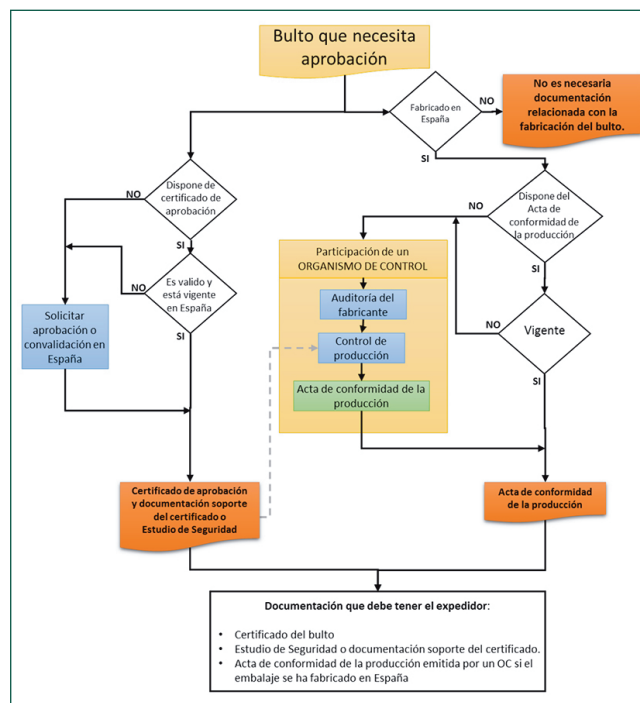 Bulto que necesita
aprobación
Fabricado en
España
NO
No es necesaria
documentación
relacionada con la
fabricación del bulto.
SI
Dispone de
certificado de
aprobación
NO
SI
Dispone del
Acta de
conformidad de
la producción
NO
SI
Es valido y
está vigente
en España
NO
SI
Solicitar
aprobación o
convalidación en
España
Participación de un
ORGANISMO DE CONTROL
Auditoría del
fabricante
Control de
producción
Acta de conformidad de la
producción
Vigente
NO
SI
Certificado de aprobación
y documentación soporte
del certificado o
Estudio de Seguridad
Acta de conformidad
de la producción
Documentación que debe tener el expedidor:
• Certificado del bulto
• Estudio de Seguridad o documentación soporte del certificado.
• Acta de conformidad de la producción emitida por un OC si el
embalaje se ha fabricado en España